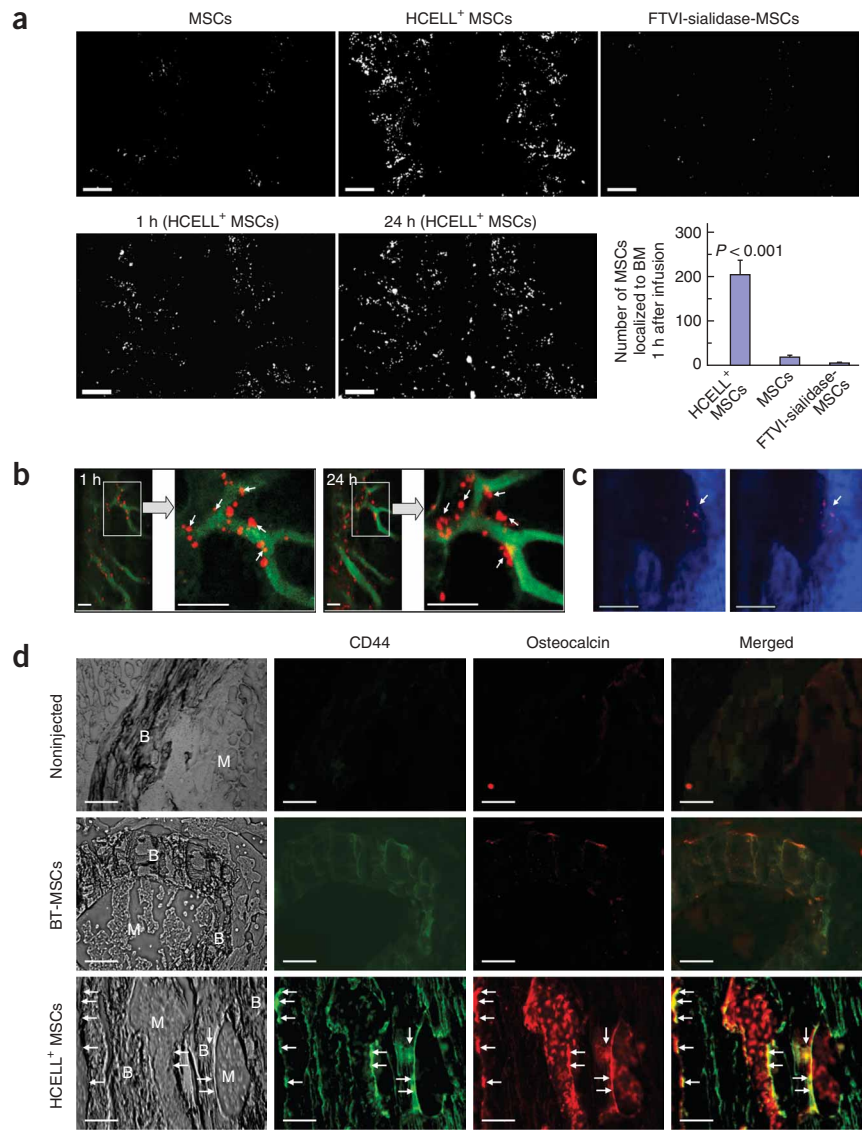 a
MSCs
HCELL⁺ MSCs
FTVI-sialidase-MSCs
1 h (HCELL⁺ MSCs)
24 h (HCELL⁺ MSCs)
Number of MSCs
localized to BM
1 h after infusion
300
200
100
0
P < 0.001
HCELL⁺
MSCs
MSCs
FTVI-sialidase-
MSCs
b
1 h
24 h
c
d
CD44
Osteocalcin
Merged
Noninjected
B
M
BT-MSCs
B
M
B
HCELL⁺ MSCs
B
M
B
B
M